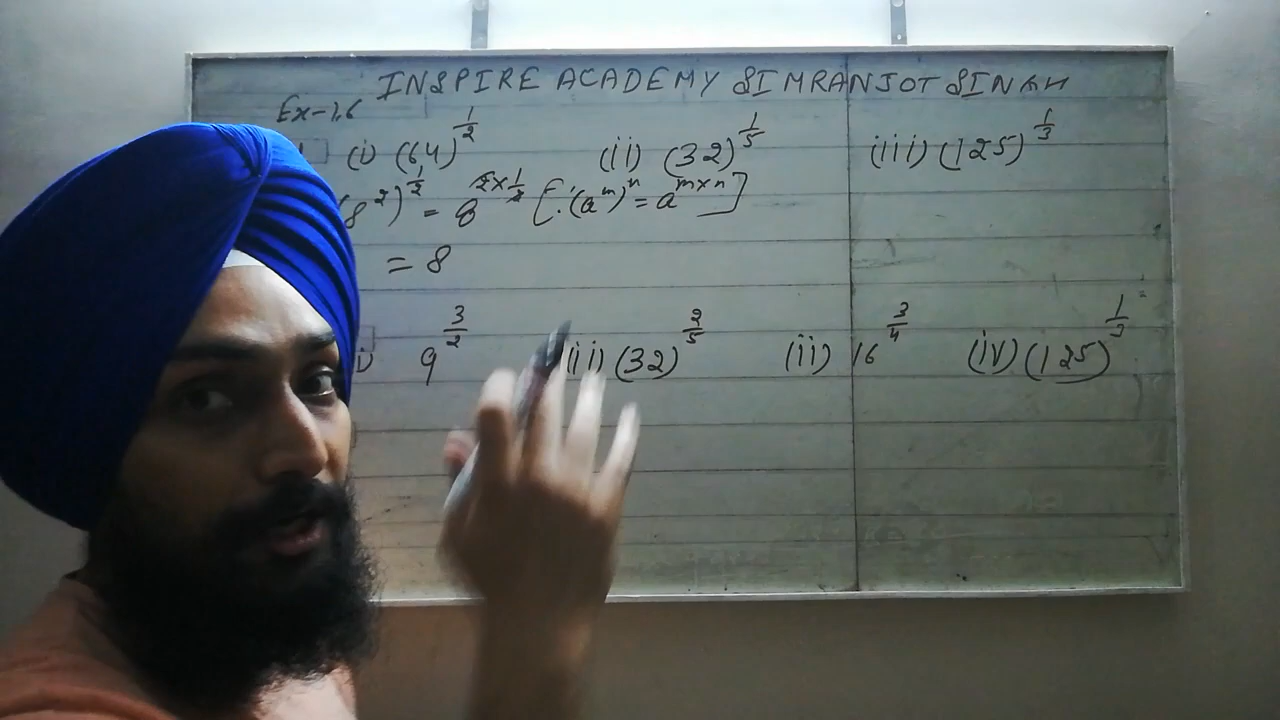 INSPIRE ACADEMY SIMRANJOT SINGH
Ex-1.6
(i) (64)^{1/2} (ii) (32)^{1/5} (iii) (125)^{1/3}
(8^2)^{1/2} = 8^{2×1/2} [∵(a^m)^n = a^{m×n}]
= 8
i) 9^{3/2} (ii) (32)^{2/5} (ii) 16^{3/4} (iv) (125)^{1/3}